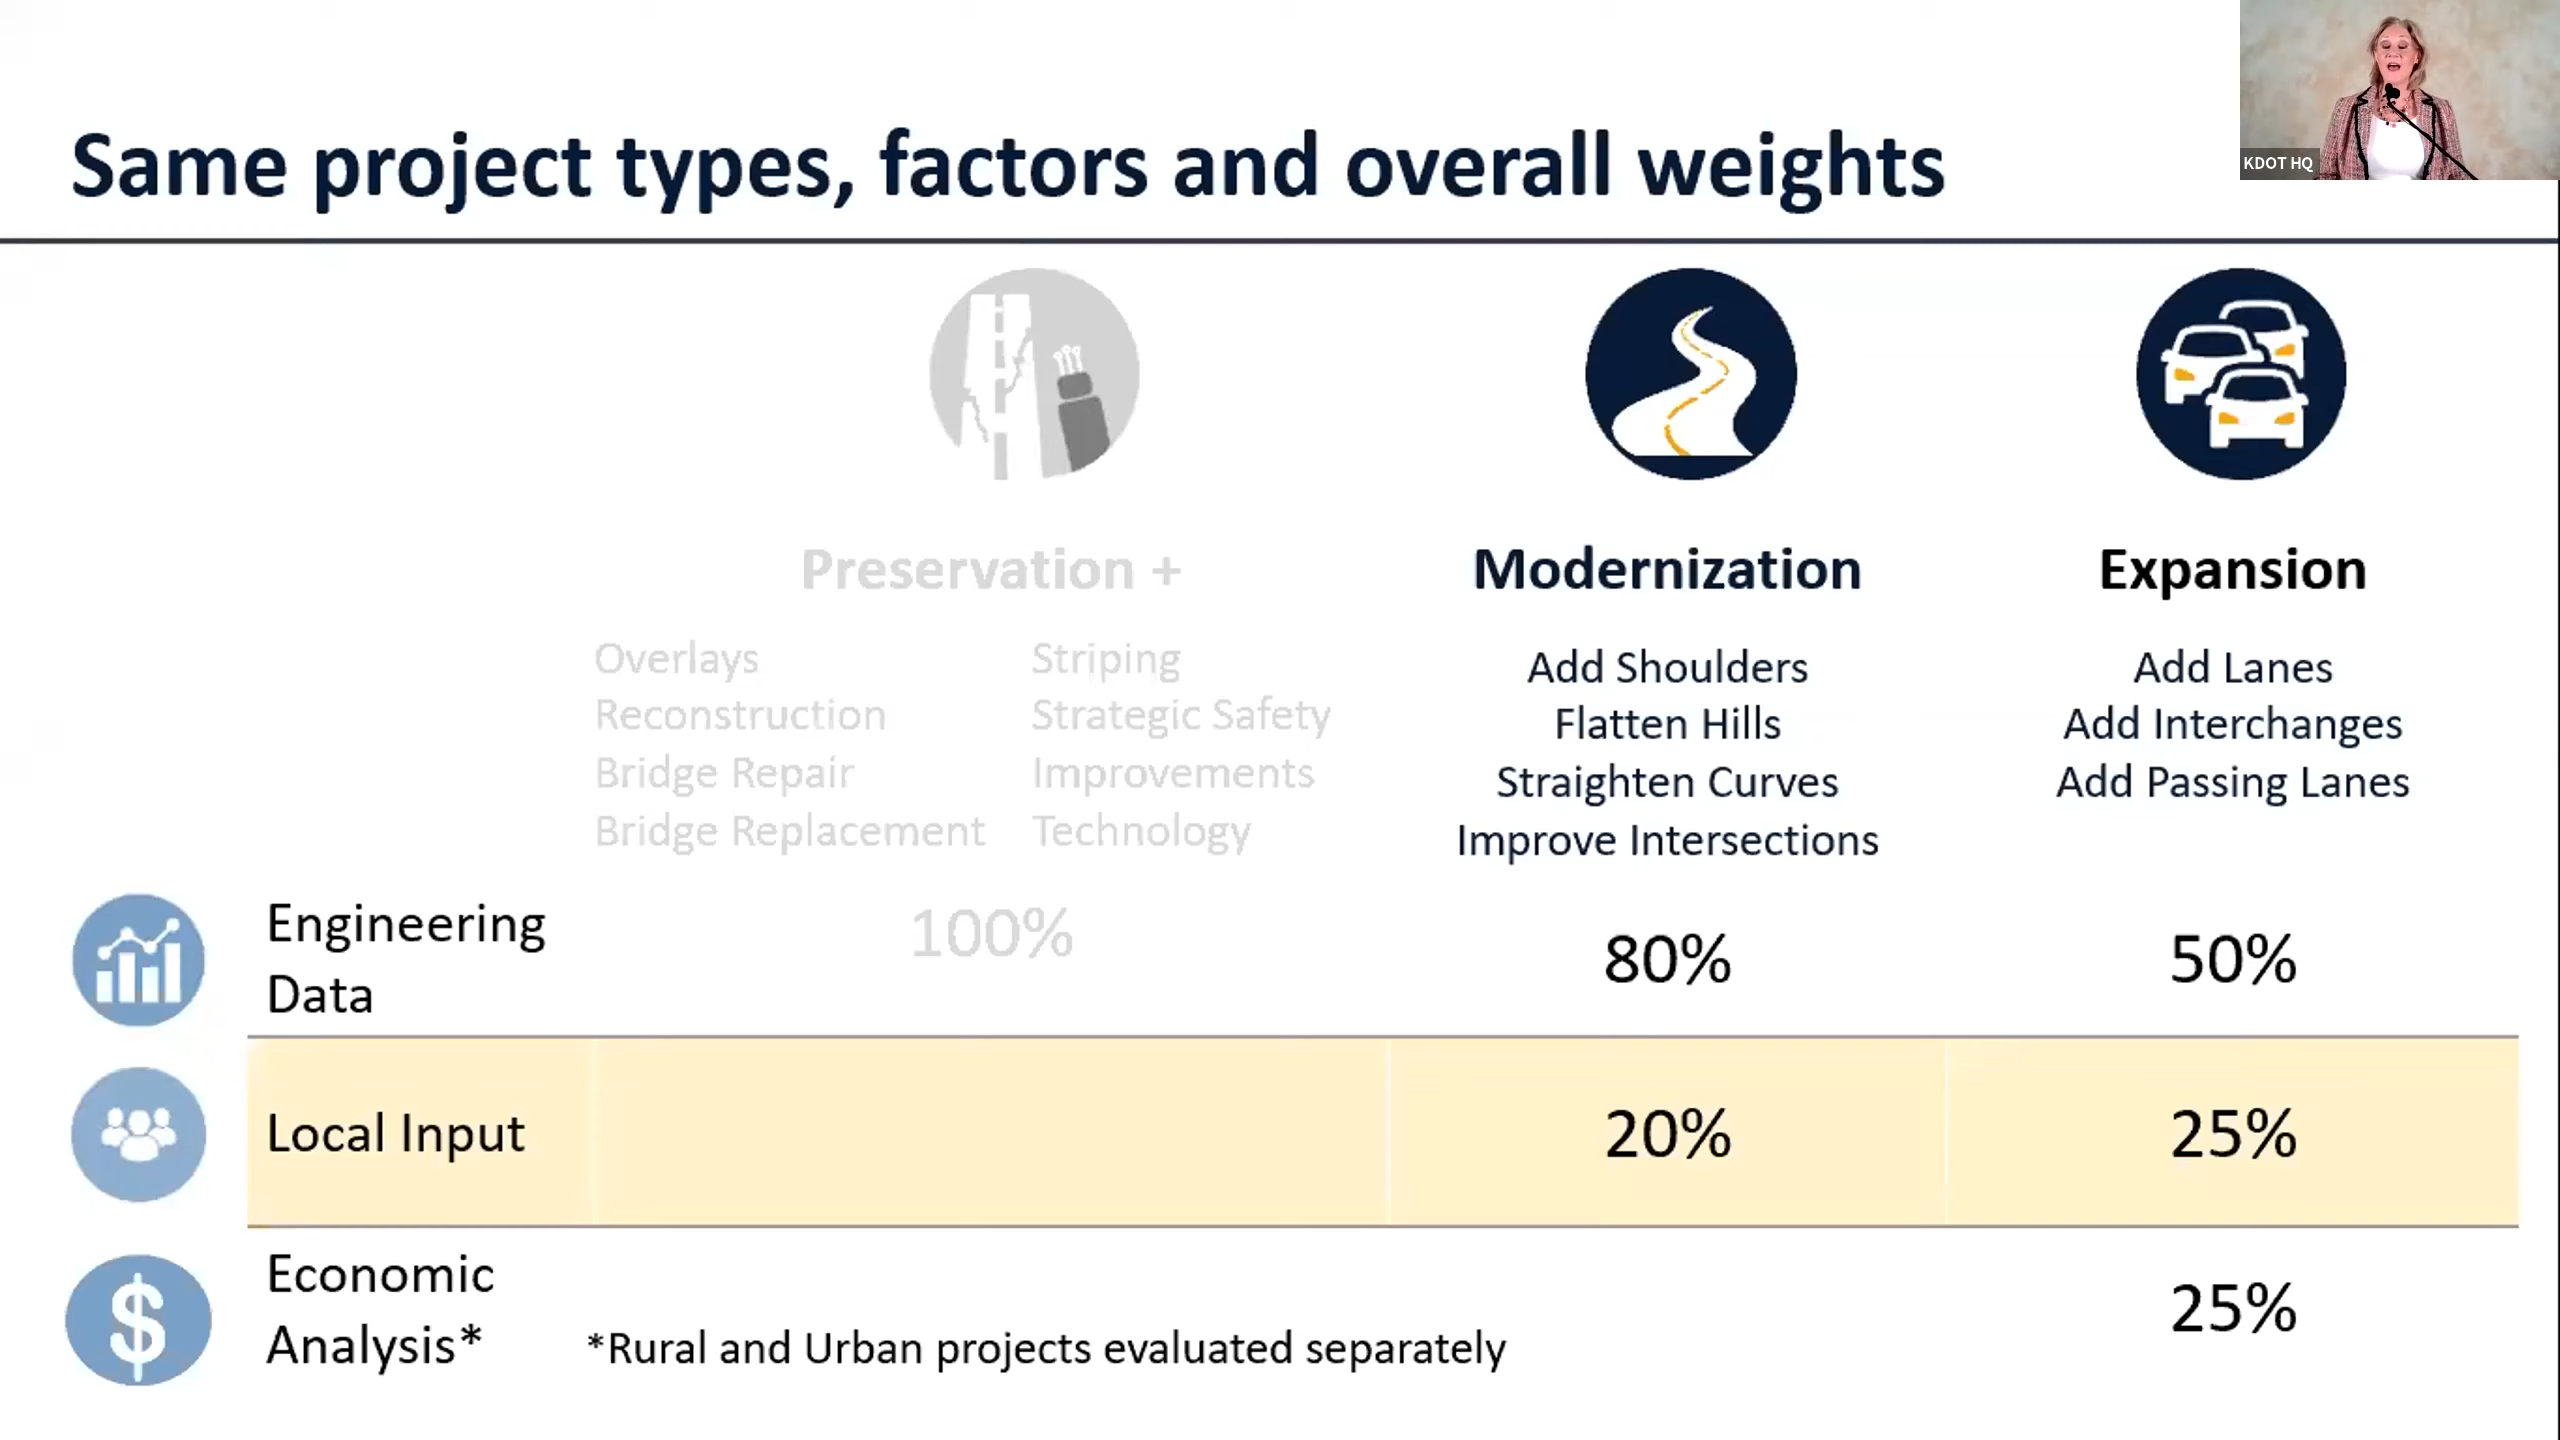 Same project types, factors and overall weights
KDOT HQ
Preservation +
Overlays
Reconstruction
Bridge Repair
Bridge Replacement
Striping
Strategic Safety
Improvements
Technology
Modernization
Add Shoulders
Flatten Hills
Straighten Curves
Improve Intersections
Expansion
Add Lanes
Add Interchanges
Add Passing Lanes
Engineering
Data
100%
80%
50%
Local Input
20%
25%
Economic
Analysis*
*Rural and Urban projects evaluated separately
25%